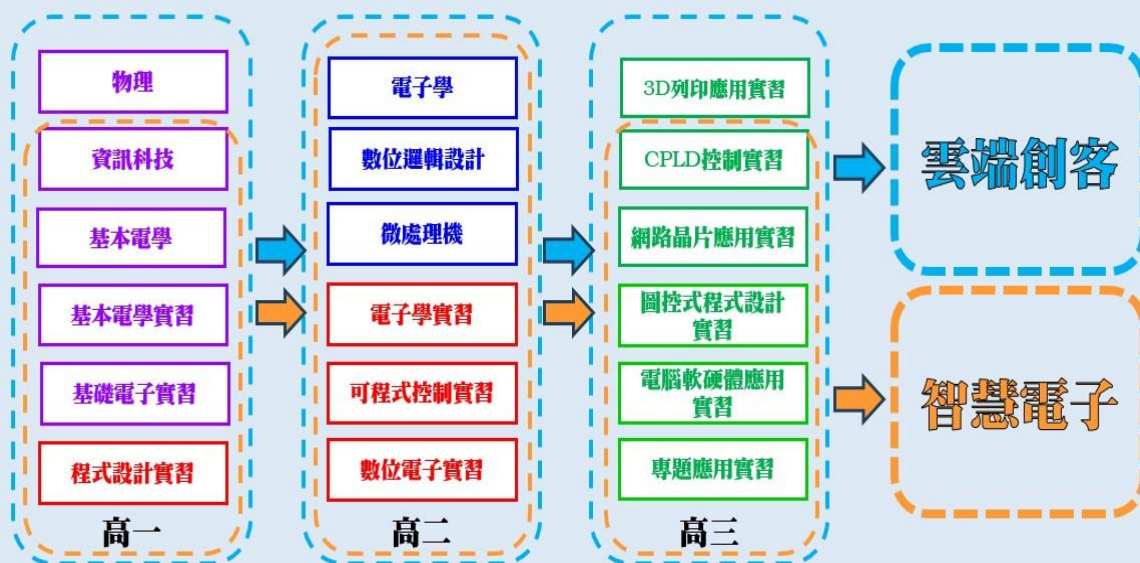 物理
資訊科技
基本電學
基本電學實習
基礎電子實習
程式設計實習
高一
電子學
數位邏輯設計
微處理機
電子學實習
可程式控制實習
數位電子實習
高二
3D列印應用實習
CPLD控制實習
網路晶片應用實習
圖控式程式設計
實習
電腦軟硬體應用
實習
專題應用實習
高三
雲端創客
智慧電子